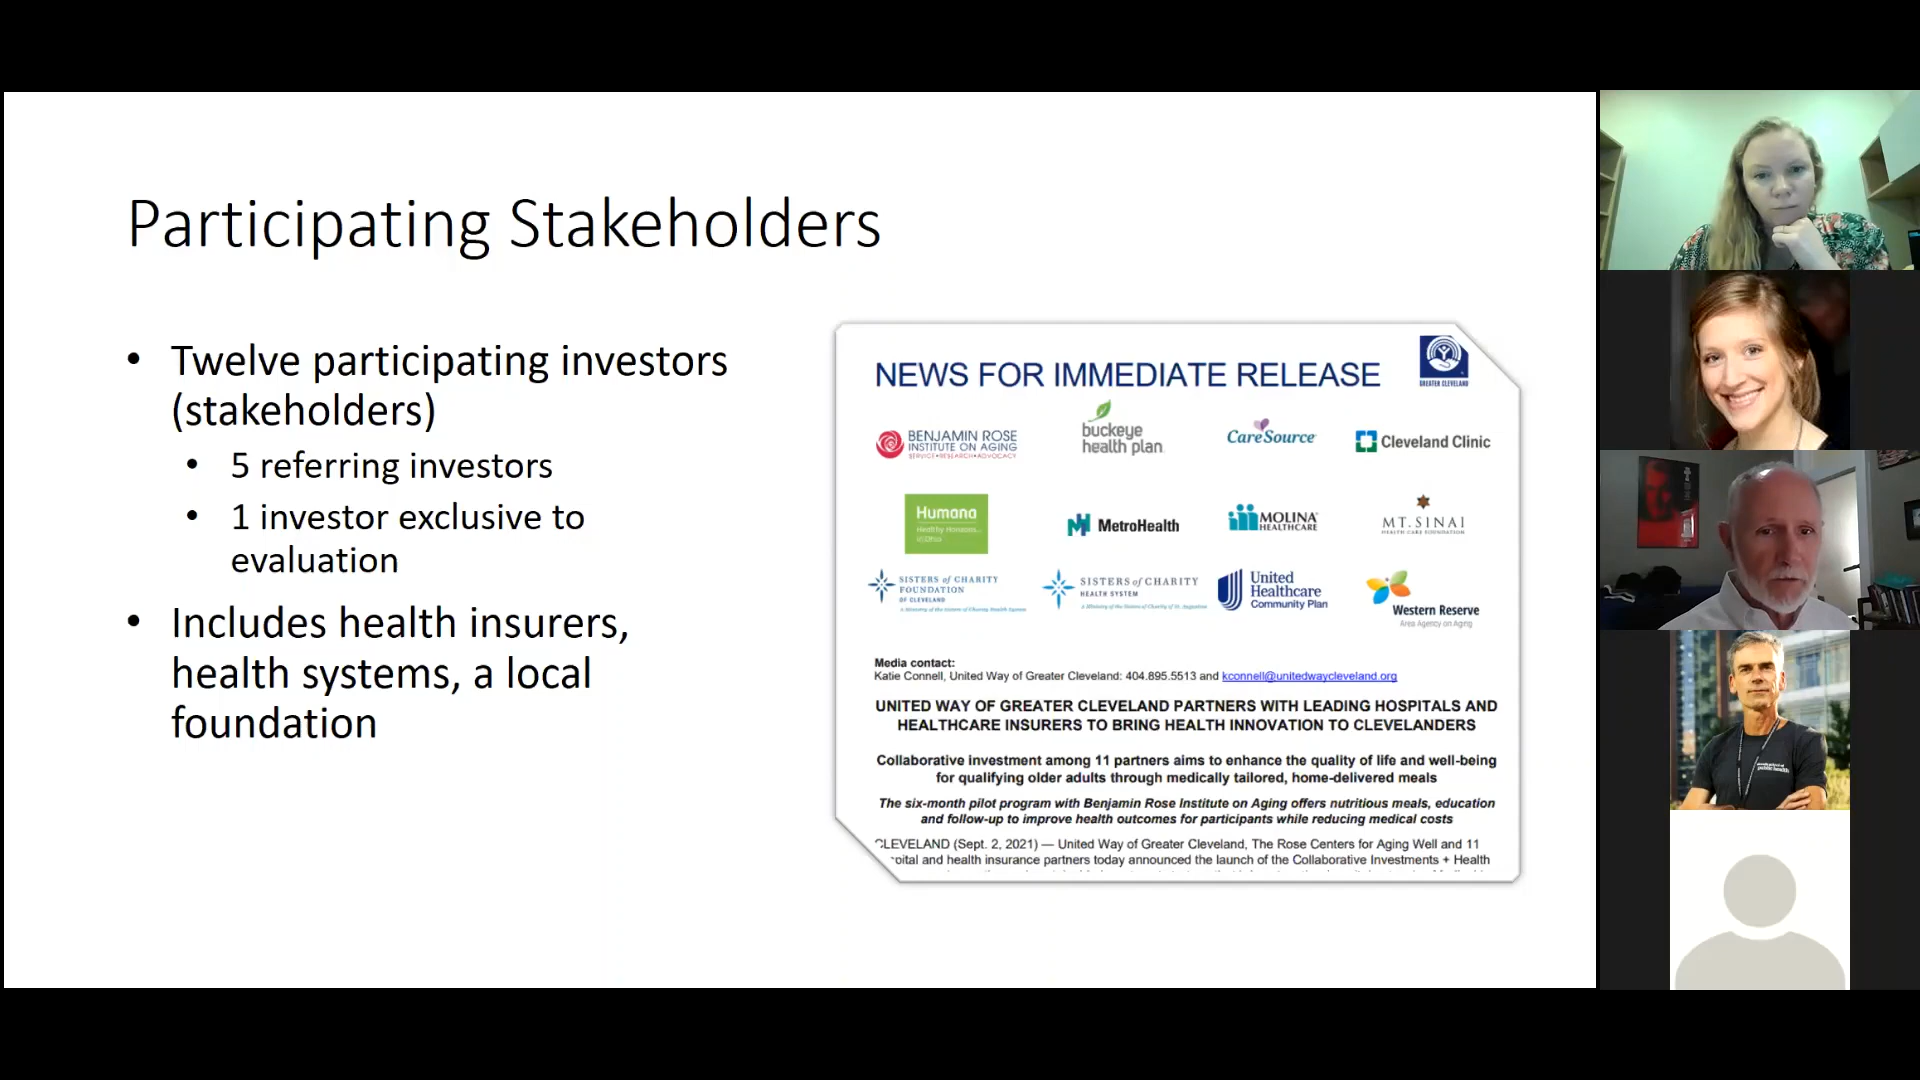 Participating Stakeholders
• Twelve participating investors
(stakeholders)
• 5 referring investors
• 1 investor exclusive to
evaluation
• Includes health insurers,
health systems, a local
foundation
NEWS FOR IMMEDIATE RELEASE
GREATER CLEVELAND
BENJAMIN ROSE
INSTITUTE ON AGING
SERVICE•RESEARCH•ADVOCACY
buckeye
health plan
CareSource
Cleveland Clinic
Humana
Healthy Horizons
MetroHealth
MOLINA
HEALTHCARE
MT. SINAI
HEALTH CARE FOUNDATION
SISTERS of CHARITY
FOUNDATION
OF CLEVELAND
A Ministry of the Sisters of Charity Health System
SISTERS of CHARITY
HEALTH SYSTEM
A Ministry of the Sisters of Charity of St. Augustine
United
Healthcare
Community Plan
Western Reserve
Area Agency on Aging
Media contact:
Katie Connell, United Way of Greater Cleveland: 404.895.5513 and kconnell@unitedwaycleveland.org
UNITED WAY OF GREATER CLEVELAND PARTNERS WITH LEADING HOSPITALS AND
HEALTHCARE INSURERS TO BRING HEALTH INNOVATION TO CLEVELANDERS
Collaborative investment among 11 partners aims to enhance the quality of life and well-being
for qualifying older adults through medically tailored, home-delivered meals
The six-month pilot program with Benjamin Rose Institute on Aging offers nutritious meals, education
and follow-up to improve health outcomes for participants while reducing medical costs
CLEVELAND (Sept. 2, 2021) — United Way of Greater Cleveland, The Rose Centers for Aging Well and 11
pital and health insurance partners today announced the launch of the Collaborative Investments + Health
public health